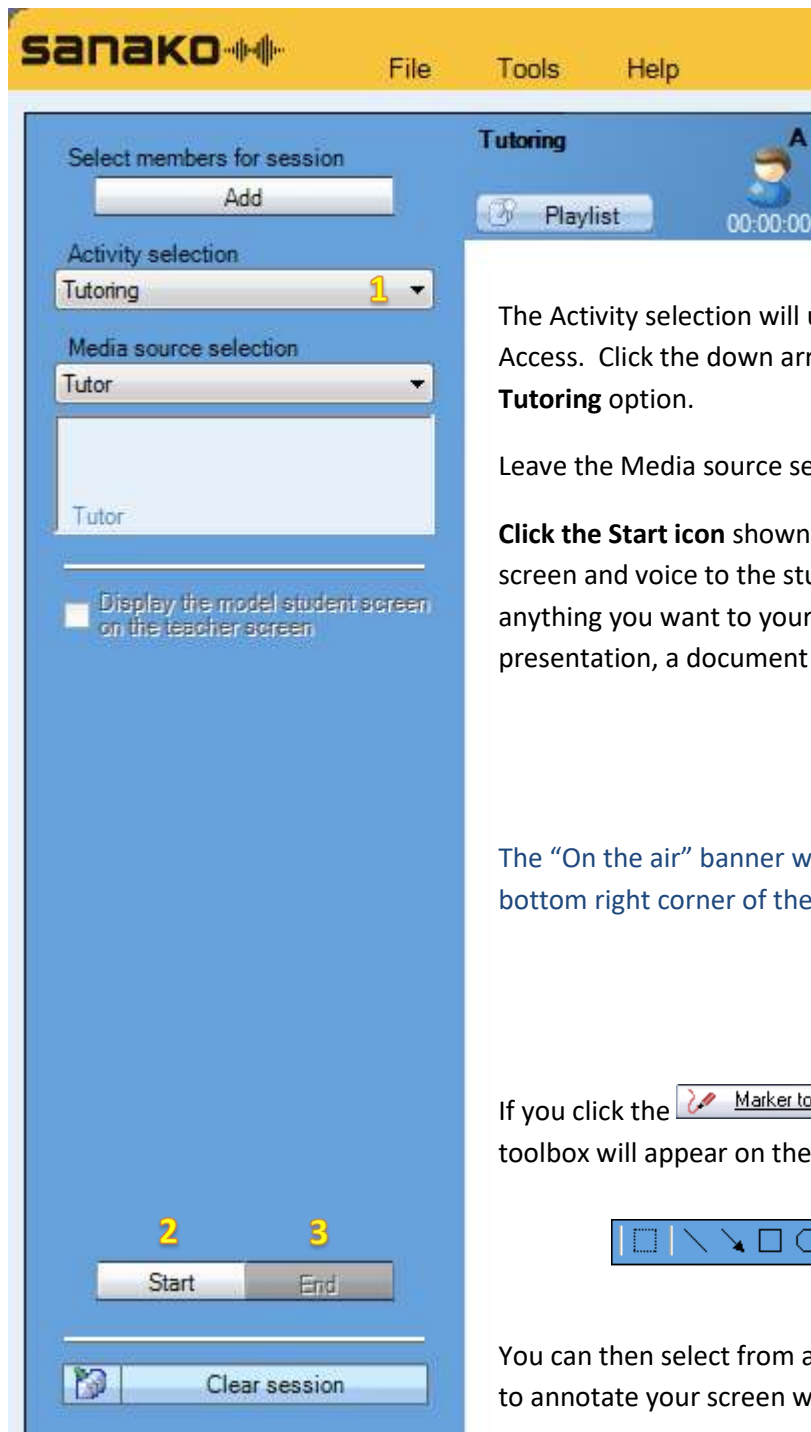 sanako
File Tools Help
Select members for session
Add
Activity selection
Tutoring 1
Media source selection
Tutor
Tutor
Display the model student screen
on the teacher screen
2 3
Start End
Clear session
Tutoring A
Playlist 00:00:00
The Activity selection will
Access. Click the down
Tutoring option.
Leave the Media source
Click the Start icon shown
screen and voice to the
anything you want to your
presentation, a document
The “On the air” banner
bottom right corner of the
If you click the Marker
toolbox will appear on the
You can then select from a
to annotate your screen